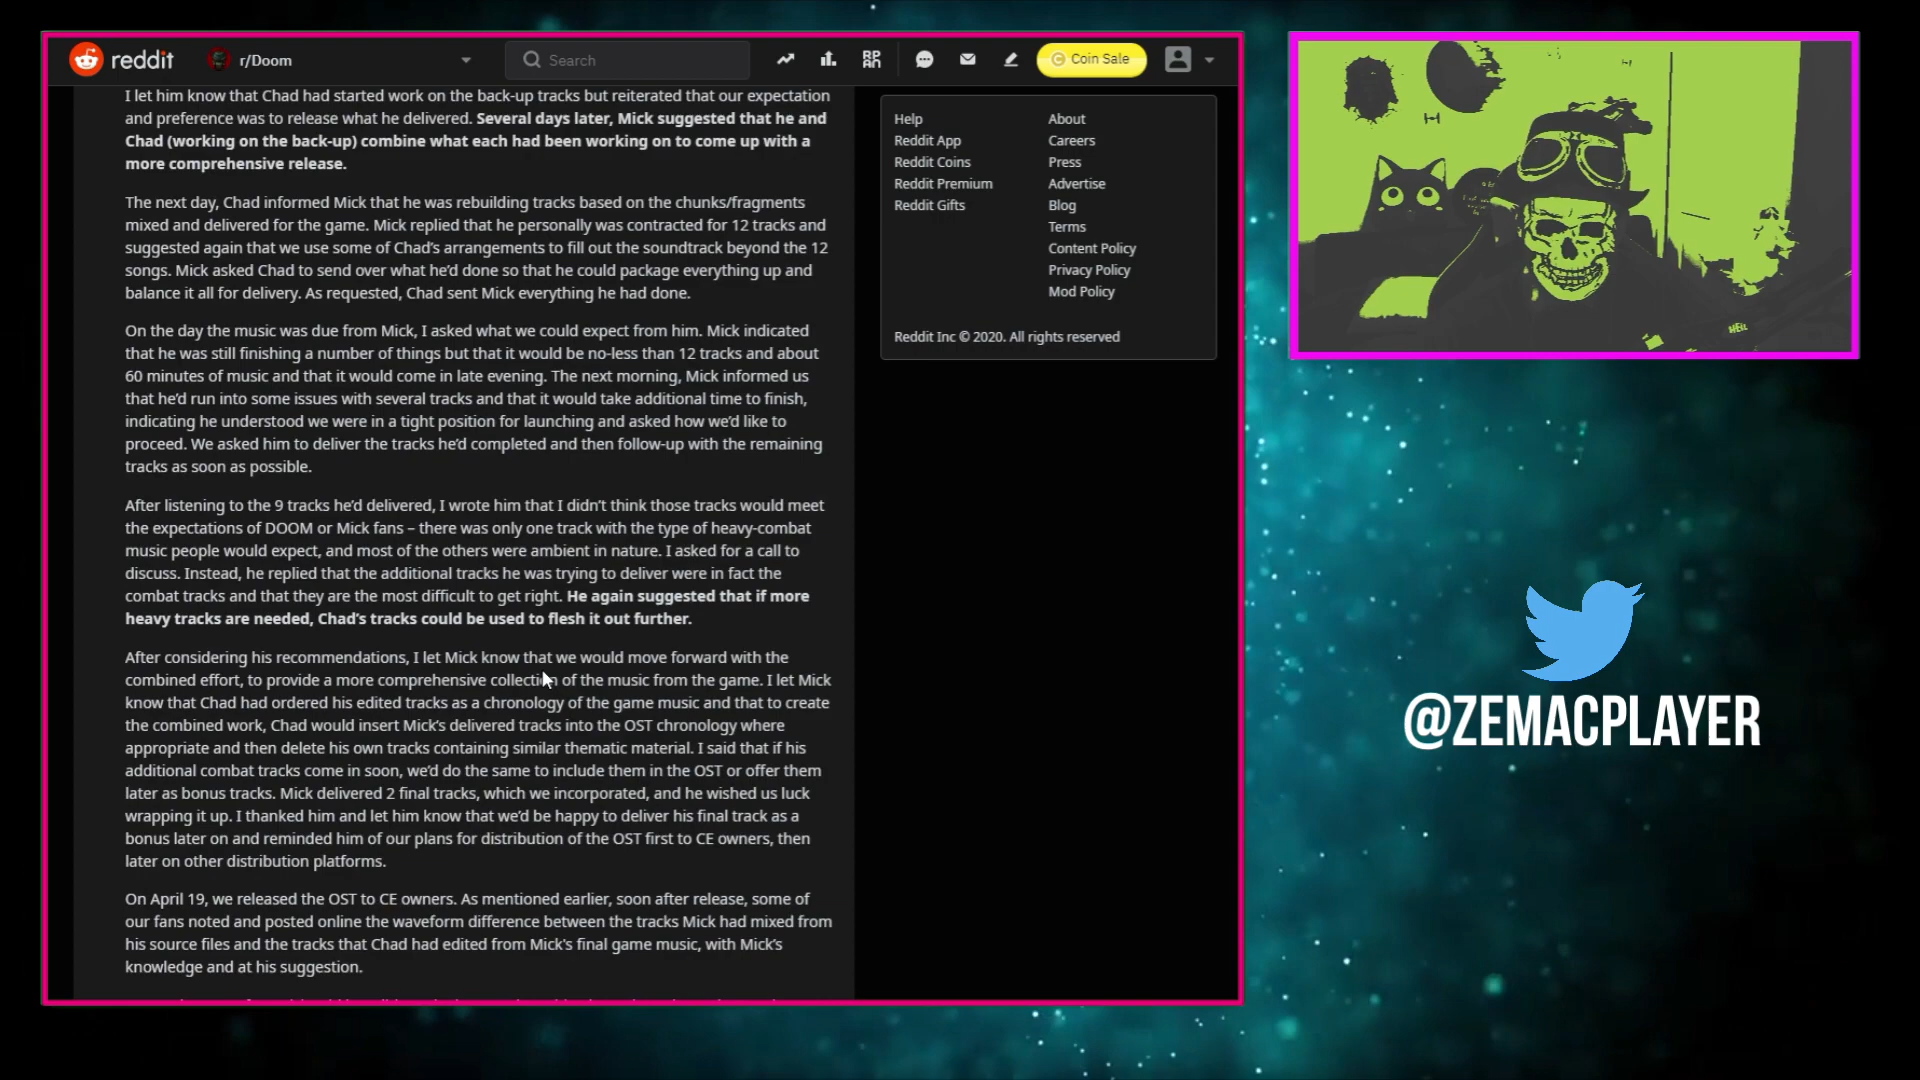 reddit
r/Doom
Search
Coin Sale
I let him know that Chad had started work on the back-up tracks but reiterated that our expectation
and preference was to release what he delivered. Several days later, Mick suggested that he and
Chad (working on the back-up) combine what each had been working on to come up with a
more comprehensive release.
The next day, Chad informed Mick that he was rebuilding tracks based on the chunks/fragments
mixed and delivered for the game. Mick replied that he personally was contracted for 12 tracks and
suggested again that we use some of Chad's arrangements to fill out the soundtrack beyond the 12
songs. Mick asked Chad to send over what he'd done so that he could package everything up and
balance it all for delivery. As requested, Chad sent Mick everything he had done.
On the day the music was due from Mick, I asked what we could expect from him. Mick indicated
that he was still finishing a number of things but that it would be no-less than 12 tracks and about
60 minutes of music and that it would come in late evening. The next morning, Mick informed us
that he'd run into some issues with several tracks and that it would take additional time to finish,
indicating he understood we were in a tight position for launching and asked how we'd like to
proceed. We asked him to deliver the tracks he'd completed and then follow-up with the remaining
tracks as soon as possible.
After listening to the 9 tracks he'd delivered, I wrote him that I didn't think those tracks would meet
the expectations of DOOM or Mick fans – there was only one track with the type of heavy-combat
music people would expect, and most of the others were ambient in nature. I asked for a call to
discuss. Instead, he replied that the additional tracks he was trying to deliver were in fact the
combat tracks and that they are the most difficult to get right. He again suggested that if more
heavy tracks are needed, Chad's tracks could be used to flesh it out further.
After considering his recommendations, I let Mick know that we would move forward with the
combined effort, to provide a more comprehensive collection of the music from the game. I let Mick
know that Chad had ordered his edited tracks as a chronology of the game music and that to create
the combined work, Chad would insert Mick's delivered tracks into the OST chronology where
appropriate and then delete his own tracks containing similar thematic material. I said that if his
additional combat tracks come in soon, we'd do the same to include them in the OST or offer them
later as bonus tracks. Mick delivered 2 final tracks, which we incorporated, and he wished us luck
wrapping it up. I thanked him and let him know that we'd be happy to deliver his final track as a
bonus later on and reminded him of our plans for distribution of the OST first to CE owners, then
later on other distribution platforms.
On April 19, we released the OST to CE owners. As mentioned earlier, soon after release, some of
our fans noted and posted online the waveform difference between the tracks Mick had mixed from
his source files and the tracks that Chad had edited from Mick's final game music, with Mick's
knowledge and at his suggestion.
Help
Reddit App
Reddit Coins
Reddit Premium
Reddit Gifts
About
Careers
Press
Advertise
Blog
Terms
Content Policy
Privacy Policy
Mod Policy
Reddit Inc © 2020. All rights reserved
@ZEMACPLAYER